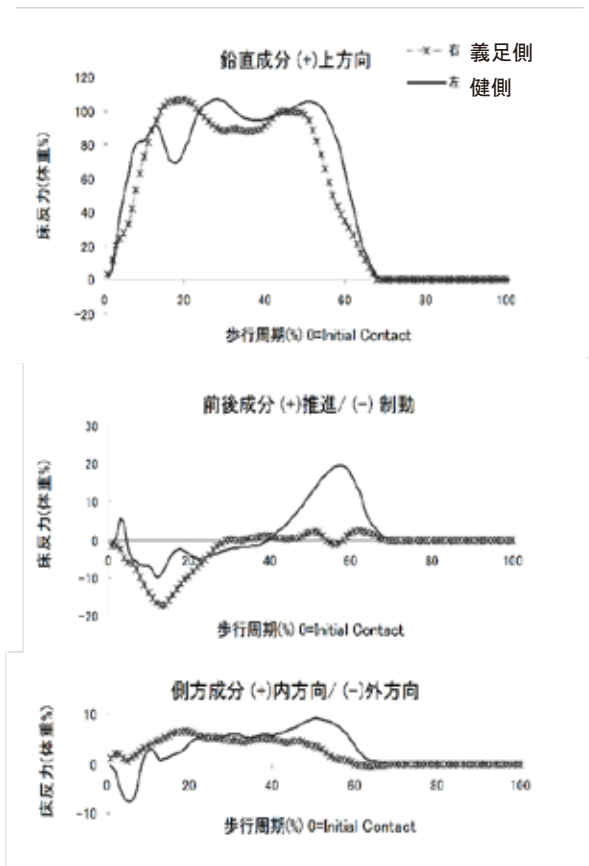 鉛直成分 (+)上方向
右 義足側
左 健側
床反力(体重%)
120
100
80
60
40
20
0
-20
0 20 40 60 80 100
歩行周期(%) 0=Initial Contact
前後成分 (+)推進/ (-) 制動
床反力(体重%)
30
20
10
0
-10
-20
0 20 40 60 80 100
歩行周期(%) 0=Initial Contact
側方成分 (+)内方向/ (-)外方向
床反力(体重%)
10
0
-10
0 20 40 60 80 100
歩行周期(%) 0=Initial Contact